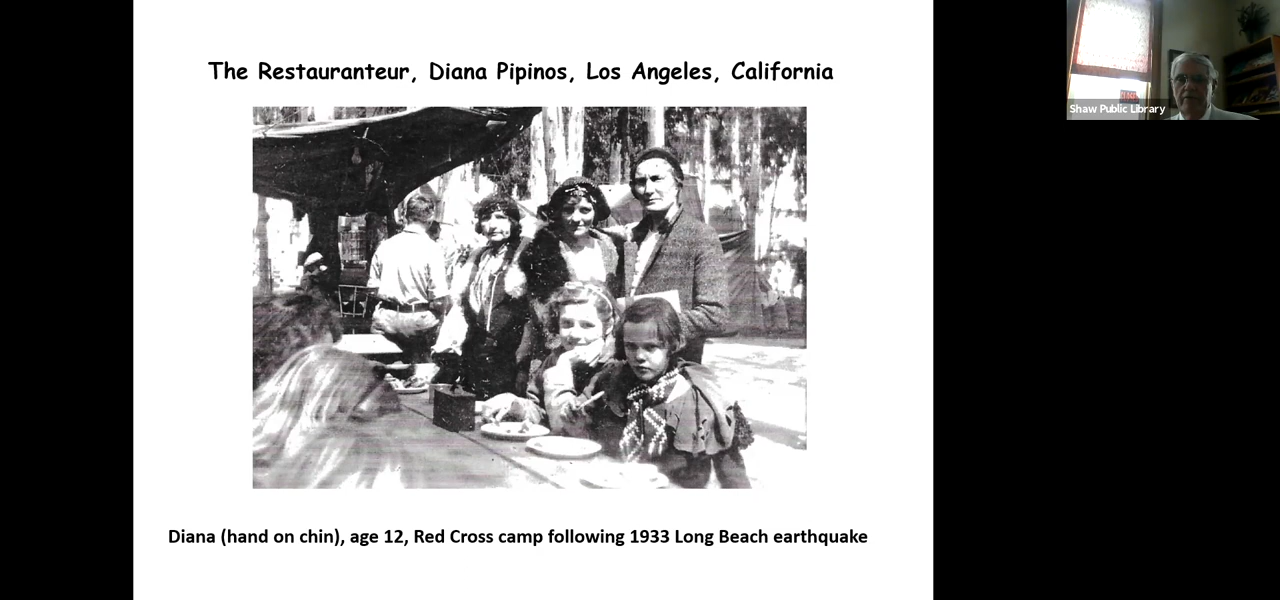 The Restauranteur, Diana Pipinos, Los Angeles, California
Shaw Public Library
Diana (hand on chin), age 12, Red Cross camp following 1933 Long Beach earthquake